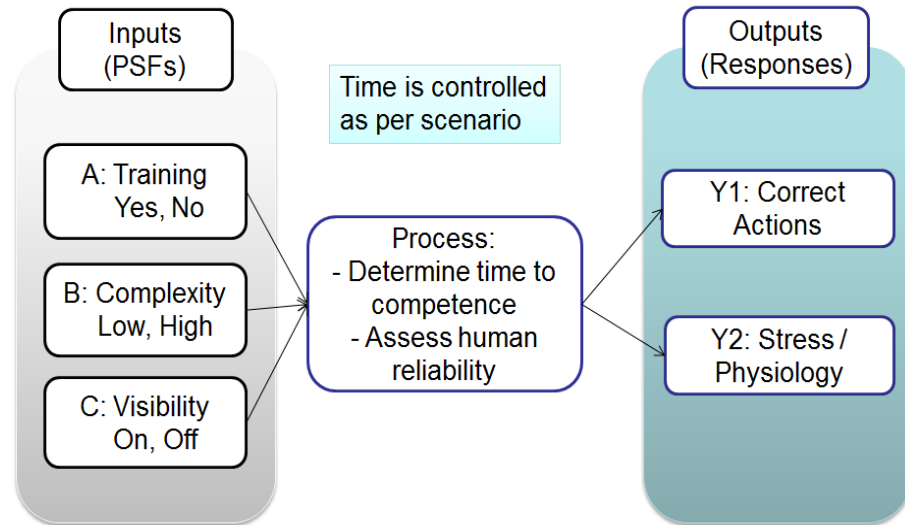 Inputs
(PSFs)
A: Training
Yes, No
B: Complexity
Low, High
C: Visibility
On, Off
Time is controlled
as per scenario
Process:
- Determine time to
competence
- Assess human
reliability
Outputs
(Responses)
Y1: Correct
Actions
Y2: Stress /
Physiology